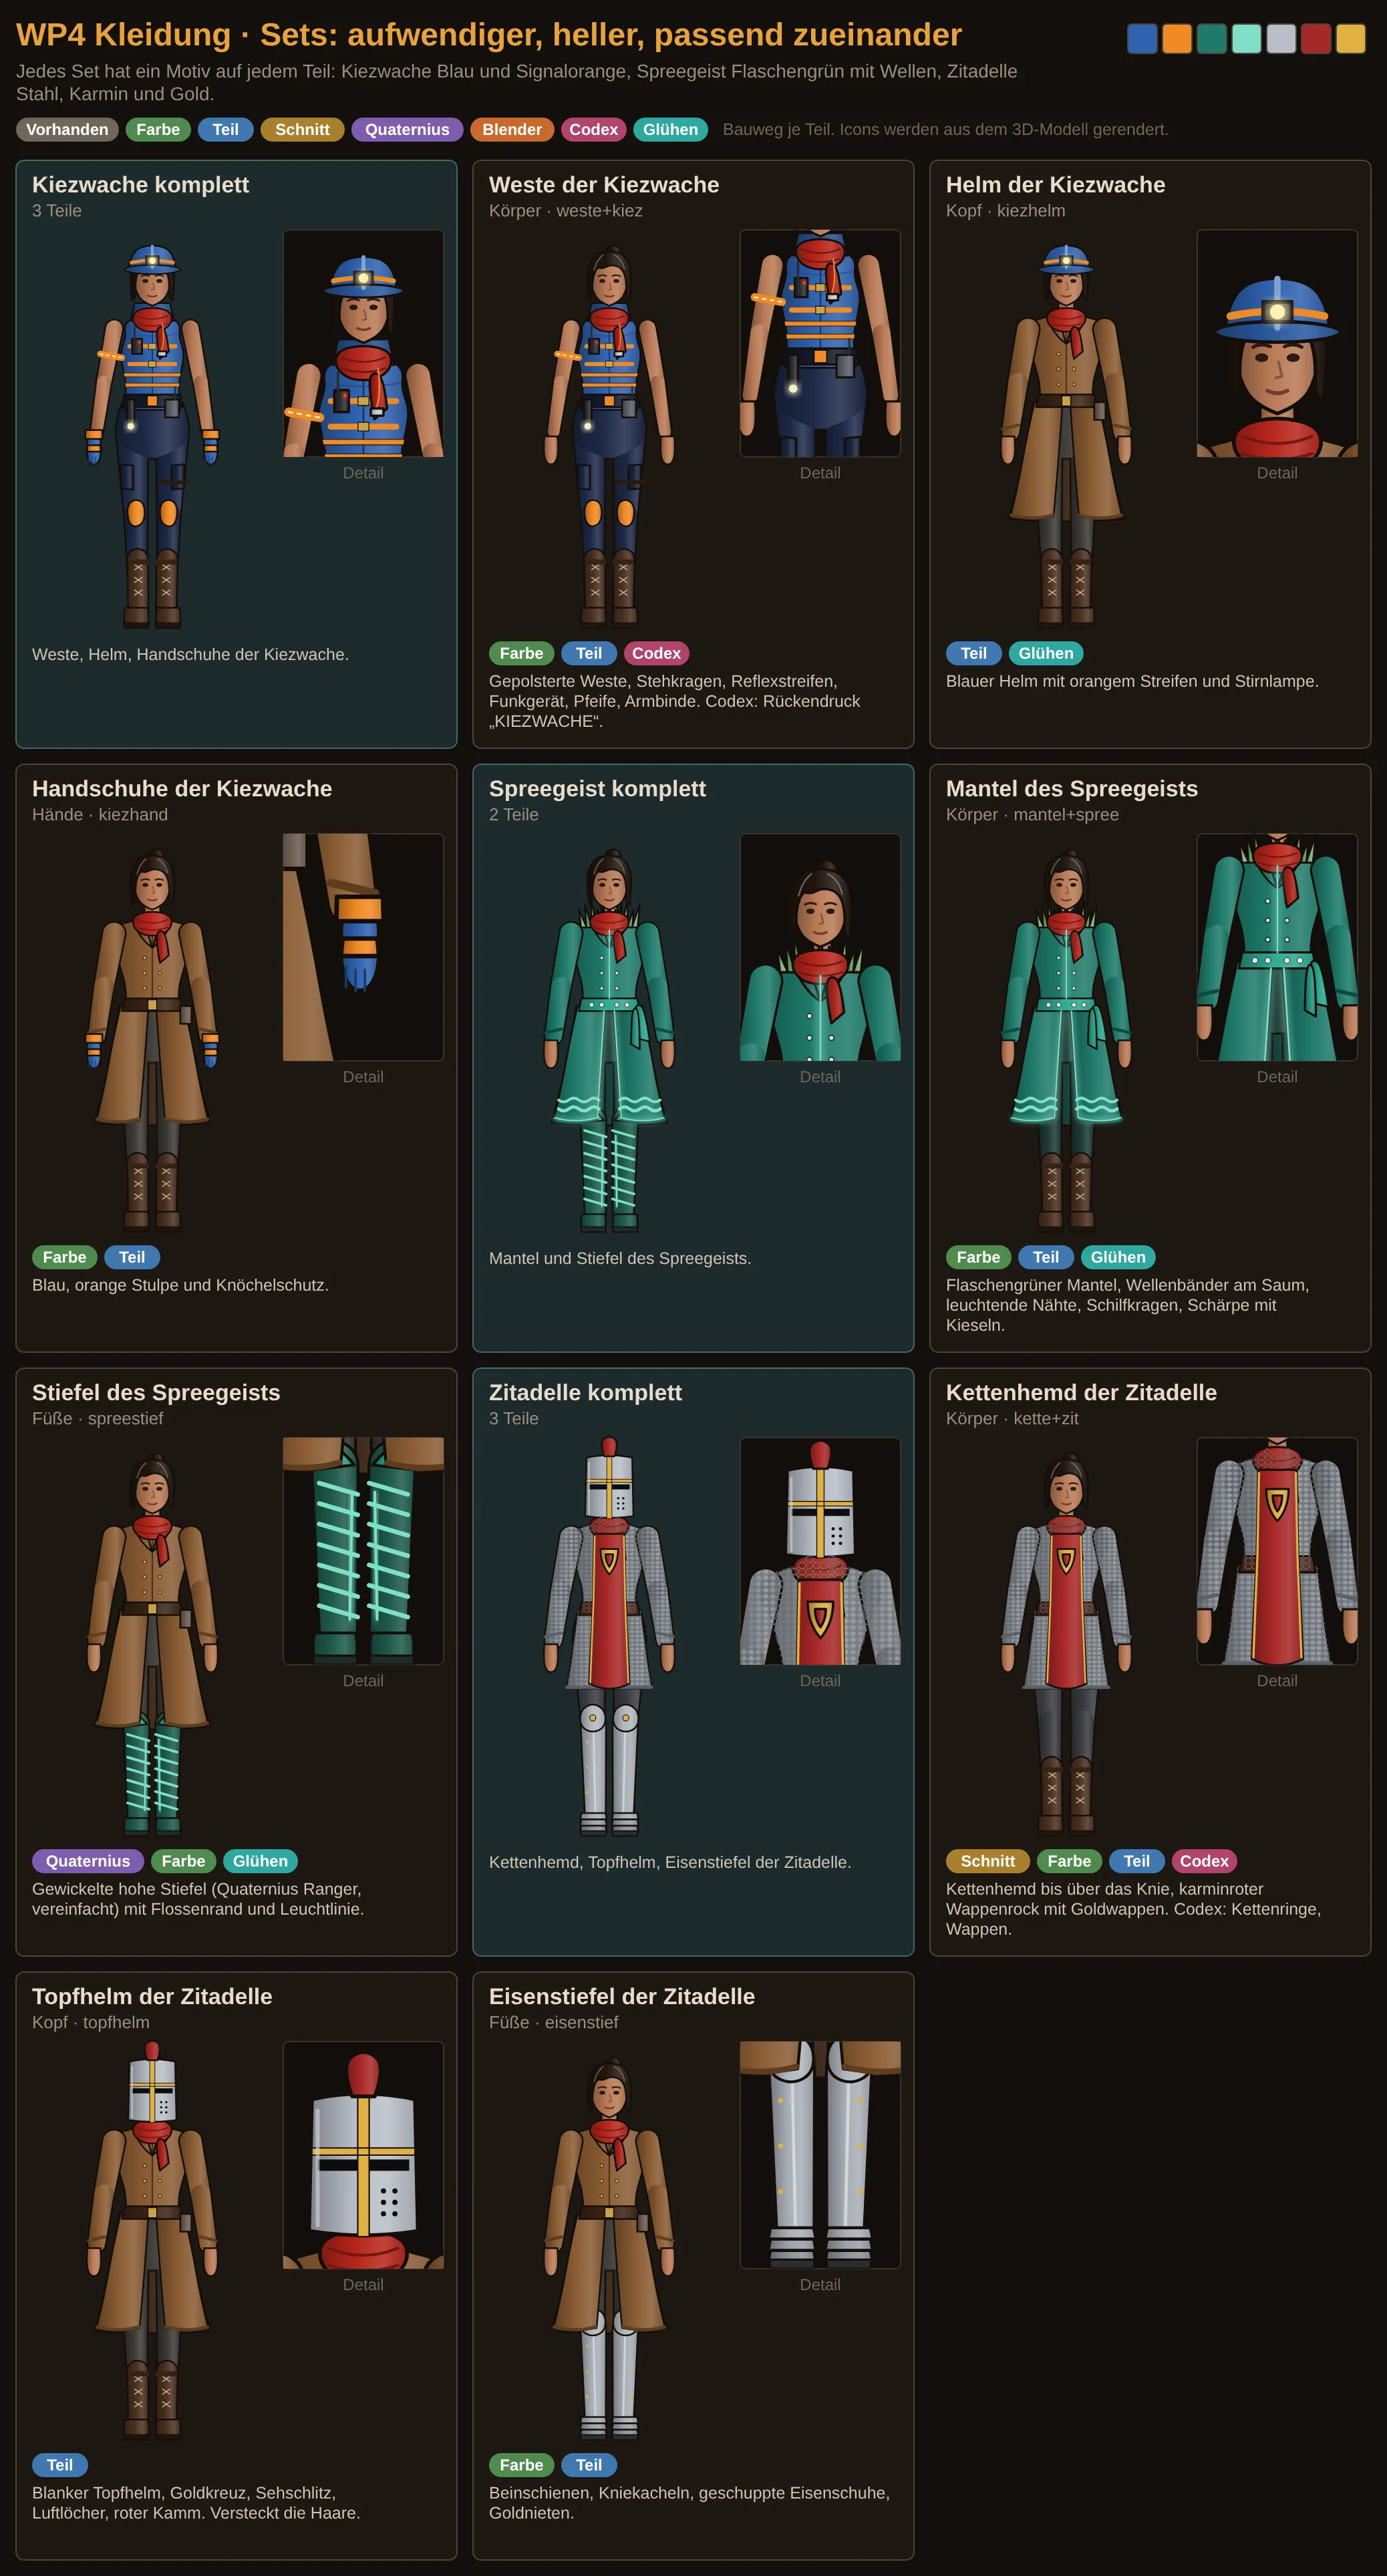 WP4 Kleidung · Sets: aufwendiger, heller, passend zueinander
Jedes Set hat ein Motiv auf jedem Teil: Kiezwache Blau und Signalorange, Spreegeist Flaschengrün mit Wellen, Zitadelle
Stahl, Karmin und Gold.
Vorhanden Farbe Teil Schnitt Quaternius Blender Codex Glühen Bauweg je Teil. Icons werden aus dem 3D-Modell gerendert.
Kiezwache komplett
3 Teile
Detail
Weste, Helm, Handschuhe der Kiezwache.
Weste der Kiezwache
Körper · weste+kiez
Detail
Farbe Teil Codex
Gepolsterte Weste, Stehkragen, Reflexstreifen,
Funkgerät, Pfeife, Armbinde. Codex: Rückendruck
„KIEZWACHE“.
Helm der Kiezwache
Kopf · kiezhelm
Detail
Teil Glühen
Blauer Helm mit orangem Streifen und Stirnlampe.
Handschuhe der Kiezwache
Hände · kiezhand
Detail
Farbe Teil
Blau, orange Stulpe und Knöchelschutz.
Spreegeist komplett
2 Teile
Detail
Mantel und Stiefel des Spreegeists.
Mantel des Spreegeists
Körper · mantel+spree
Detail
Farbe Teil Glühen
Flaschengrüner Mantel, Wellenbänder am Saum,
leuchtende Nähte, Schilfkragen, Schärpe mit
Kieseln.
Stiefel des Spreegeists
Füße · spreestief
Detail
Quaternius Farbe Glühen
Gewickelte hohe Stiefel (Quaternius Ranger,
vereinfacht) mit Flossenrand und Leuchtlinie.
Zitadelle komplett
3 Teile
Detail
Kettenhemd, Topfhelm, Eisenstiefel der Zitadelle.
Kettenhemd der Zitadelle
Körper · kette+zit
Detail
Schnitt Farbe Teil Codex
Kettenhemd bis über das Knie, karminroter
Wappenrock mit Goldwappen. Codex: Kettenringe,
Wappen.
Topfhelm der Zitadelle
Kopf · topfhelm
Detail
Teil
Blanker Topfhelm, Goldkreuz, Sehschlitz,
Luftlöcher, roter Kamm. Versteckt die Haare.
Eisenstiefel der Zitadelle
Füße · eisenstief
Detail
Farbe Teil
Beinschienen, Kniekacheln, geschuppte Eisenschuhe,
Goldnieten.